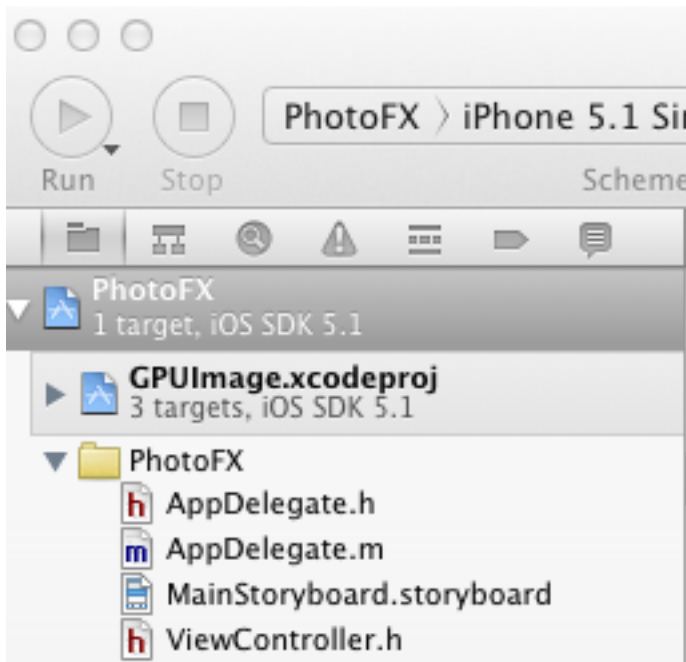 PhotoFX 〉 iPhone 5.1 Si
Run Stop Scheme
PhotoFX
1 target, iOS SDK 5.1
GPUImage.xcodeproj
3 targets, iOS SDK 5.1
PhotoFX
h AppDelegate.h
m AppDelegate.m
MainStoryboard.storyboard
h ViewController.h